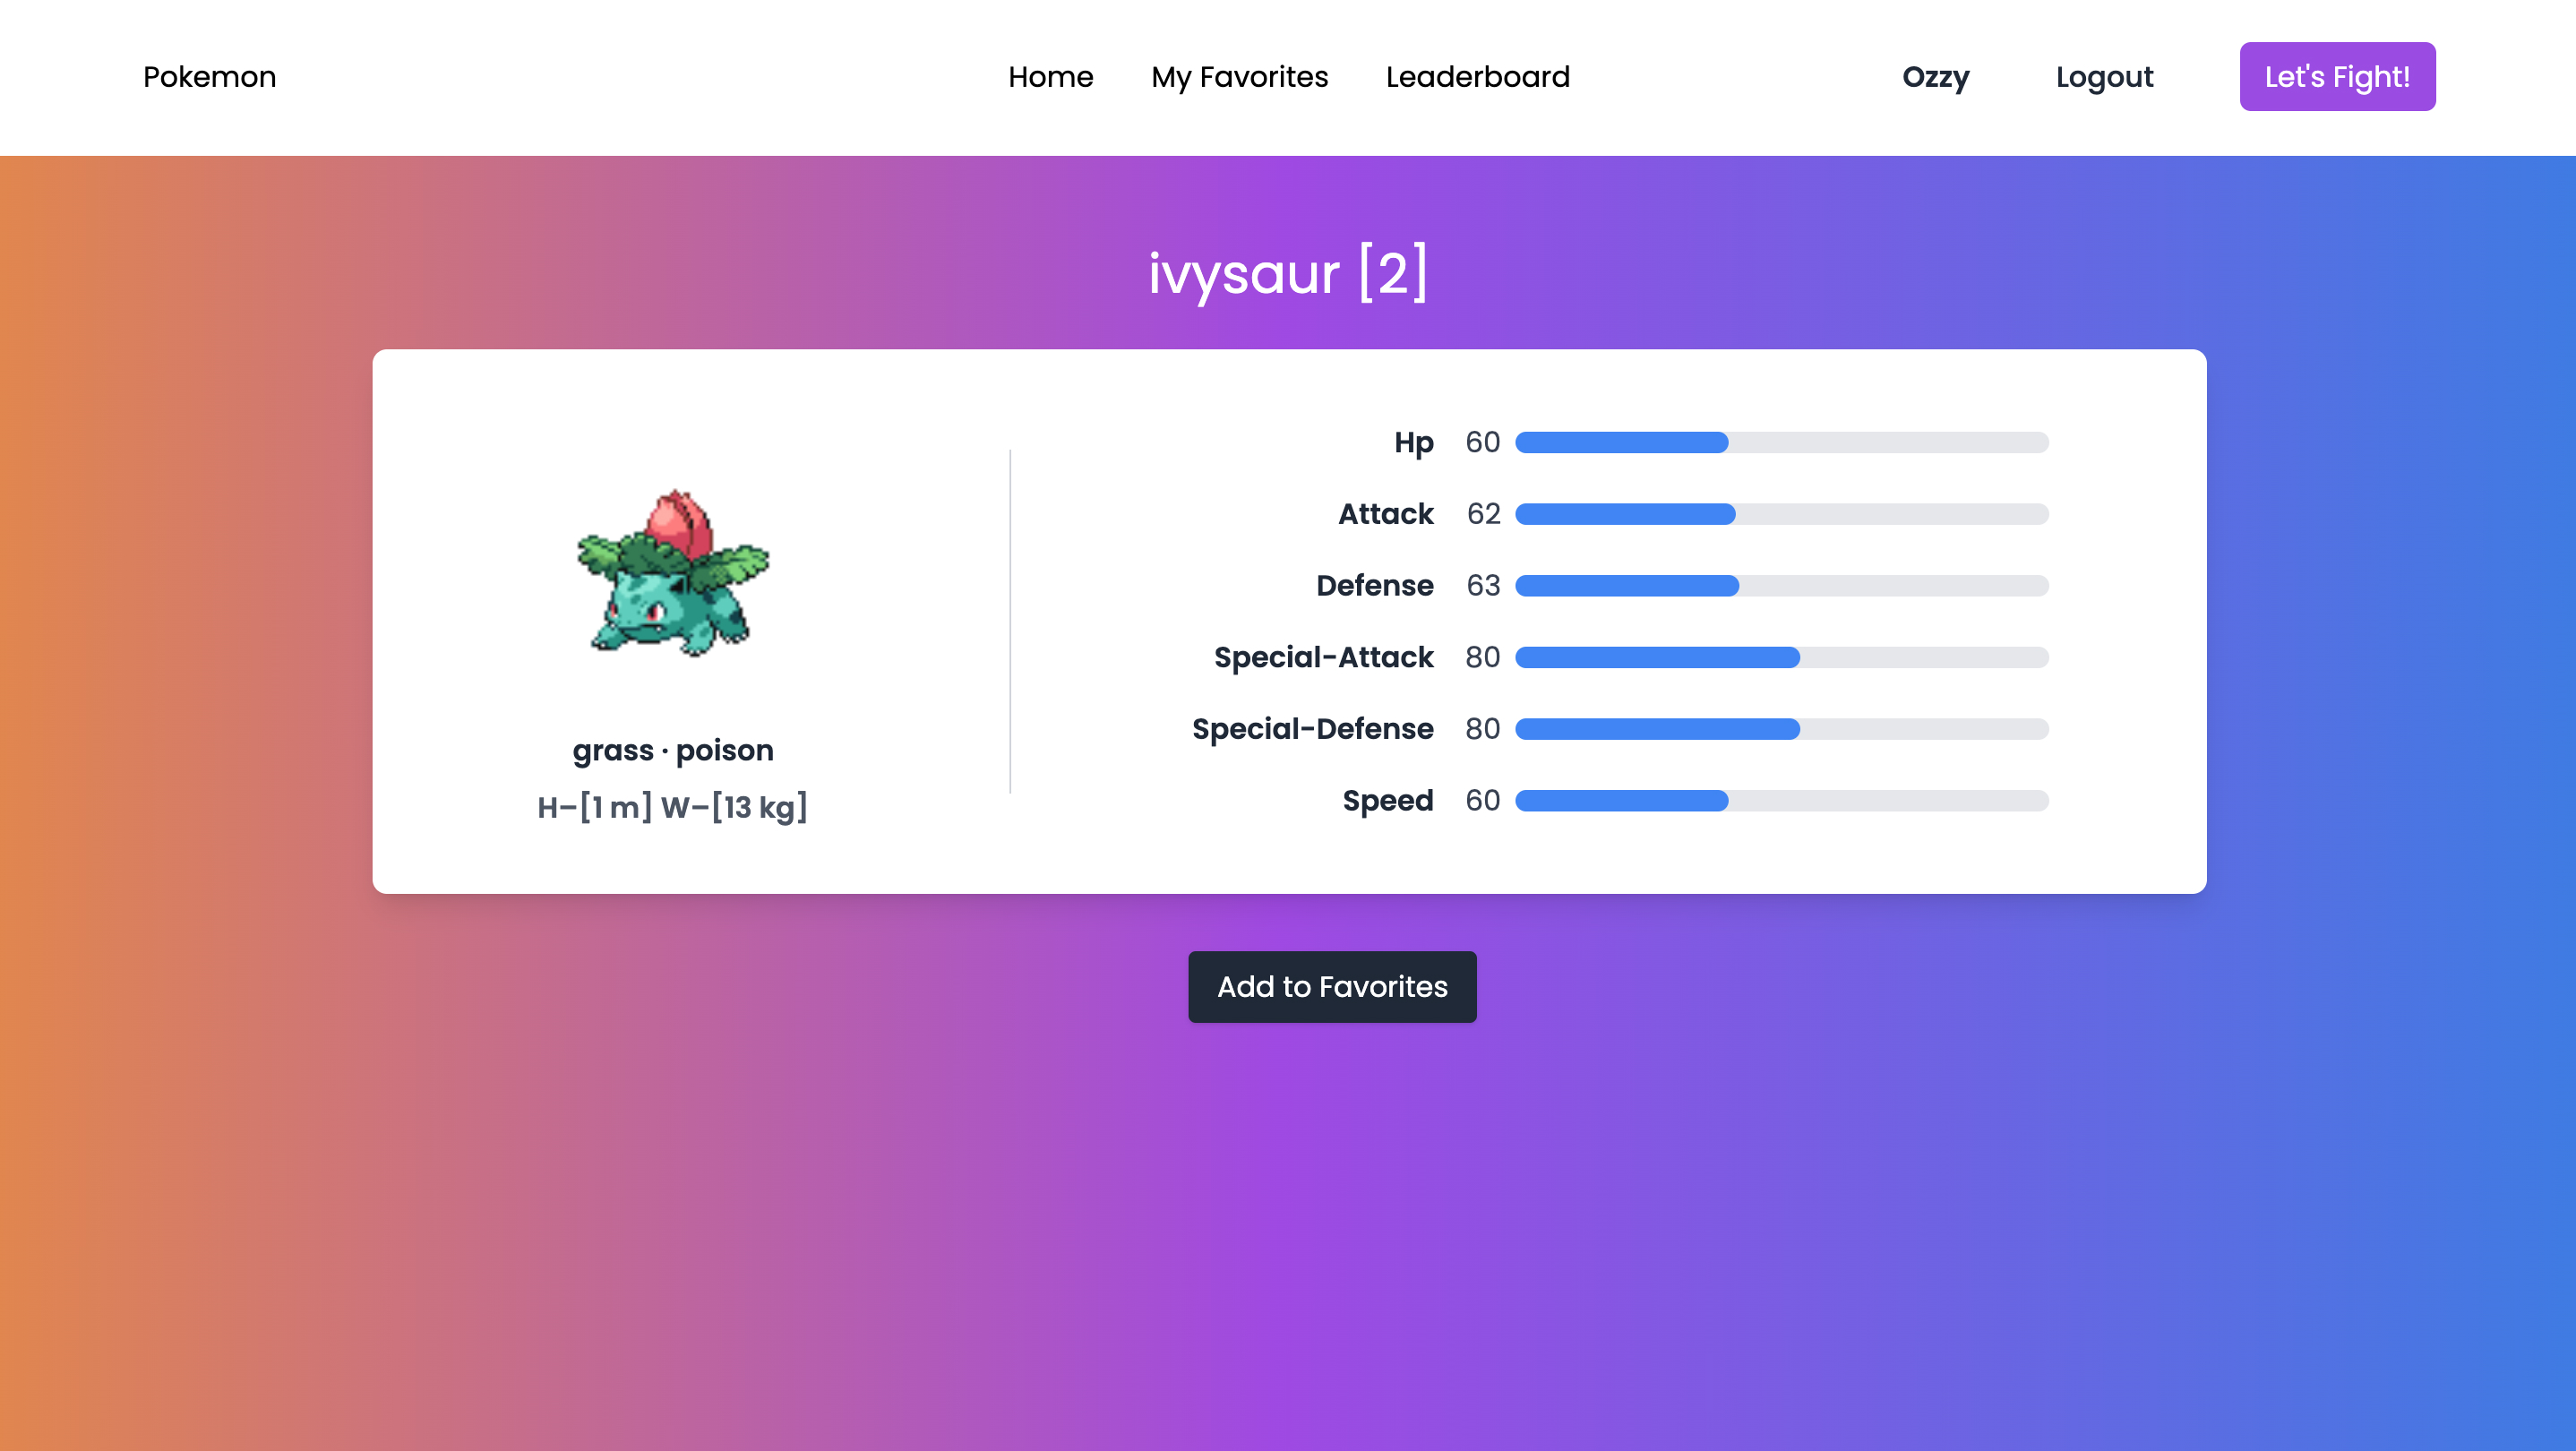 Pokemon Home My Favorites Leaderboard Ozzy Logout Let's Fight!
ivysaur [2]
grass · poison
H–[1 m] W–[13 kg]
Hp 60
Attack 62
Defense 63
Special-Attack 80
Special-Defense 80
Speed 60
Add to Favorites